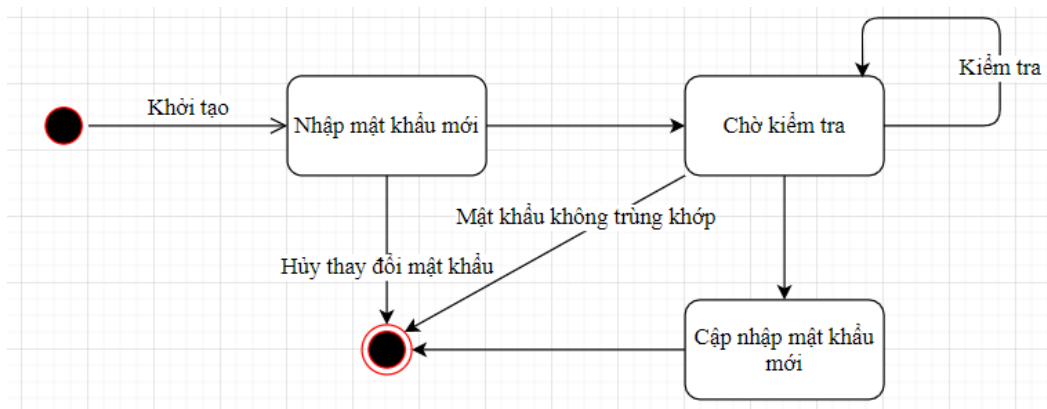 Kiểm tra
Khởi tạo
Nhập mật khẩu mới
Chờ kiểm tra
Mật khẩu không trùng khớp
Hủy thay đổi mật khẩu
Cập nhập mật khẩu
mới